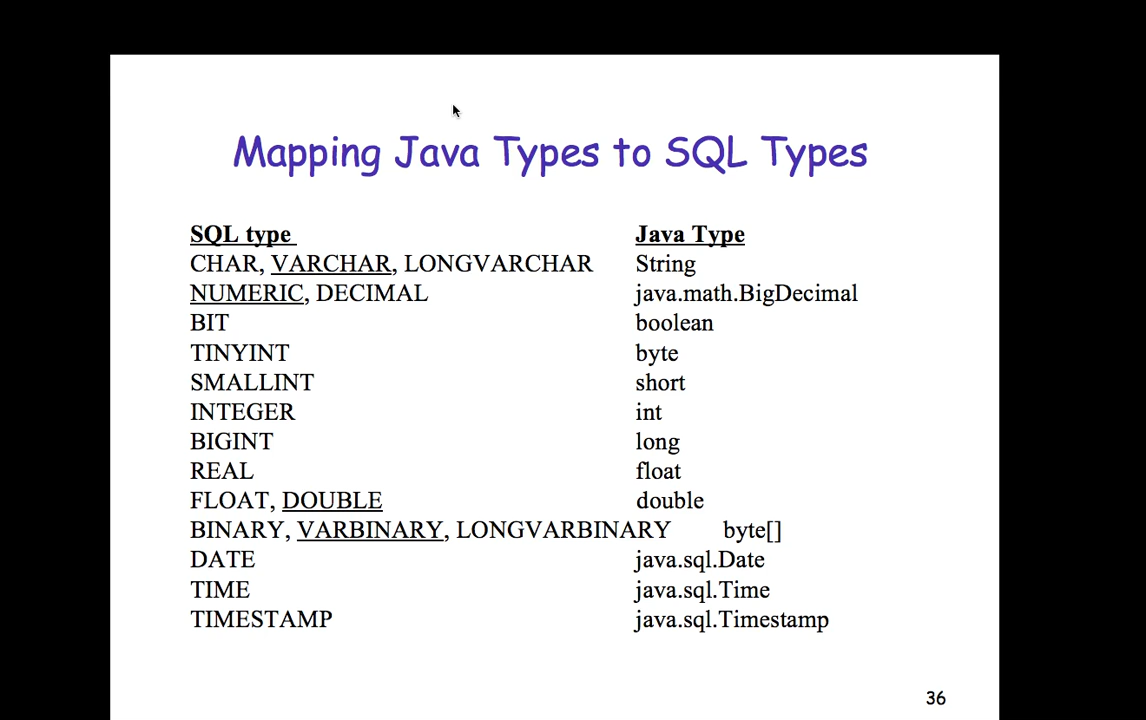 Mapping Java Types to SQL Types
SQL type Java Type
CHAR, VARCHAR, LONGVARCHAR String
NUMERIC, DECIMAL java.math.BigDecimal
BIT boolean
TINYINT byte
SMALLINT short
INTEGER int
BIGINT long
REAL float
FLOAT, DOUBLE double
BINARY, VARBINARY, LONGVARBINARY byte[]
DATE java.sql.Date
TIME java.sql.Time
TIMESTAMP java.sql.Timestamp
36